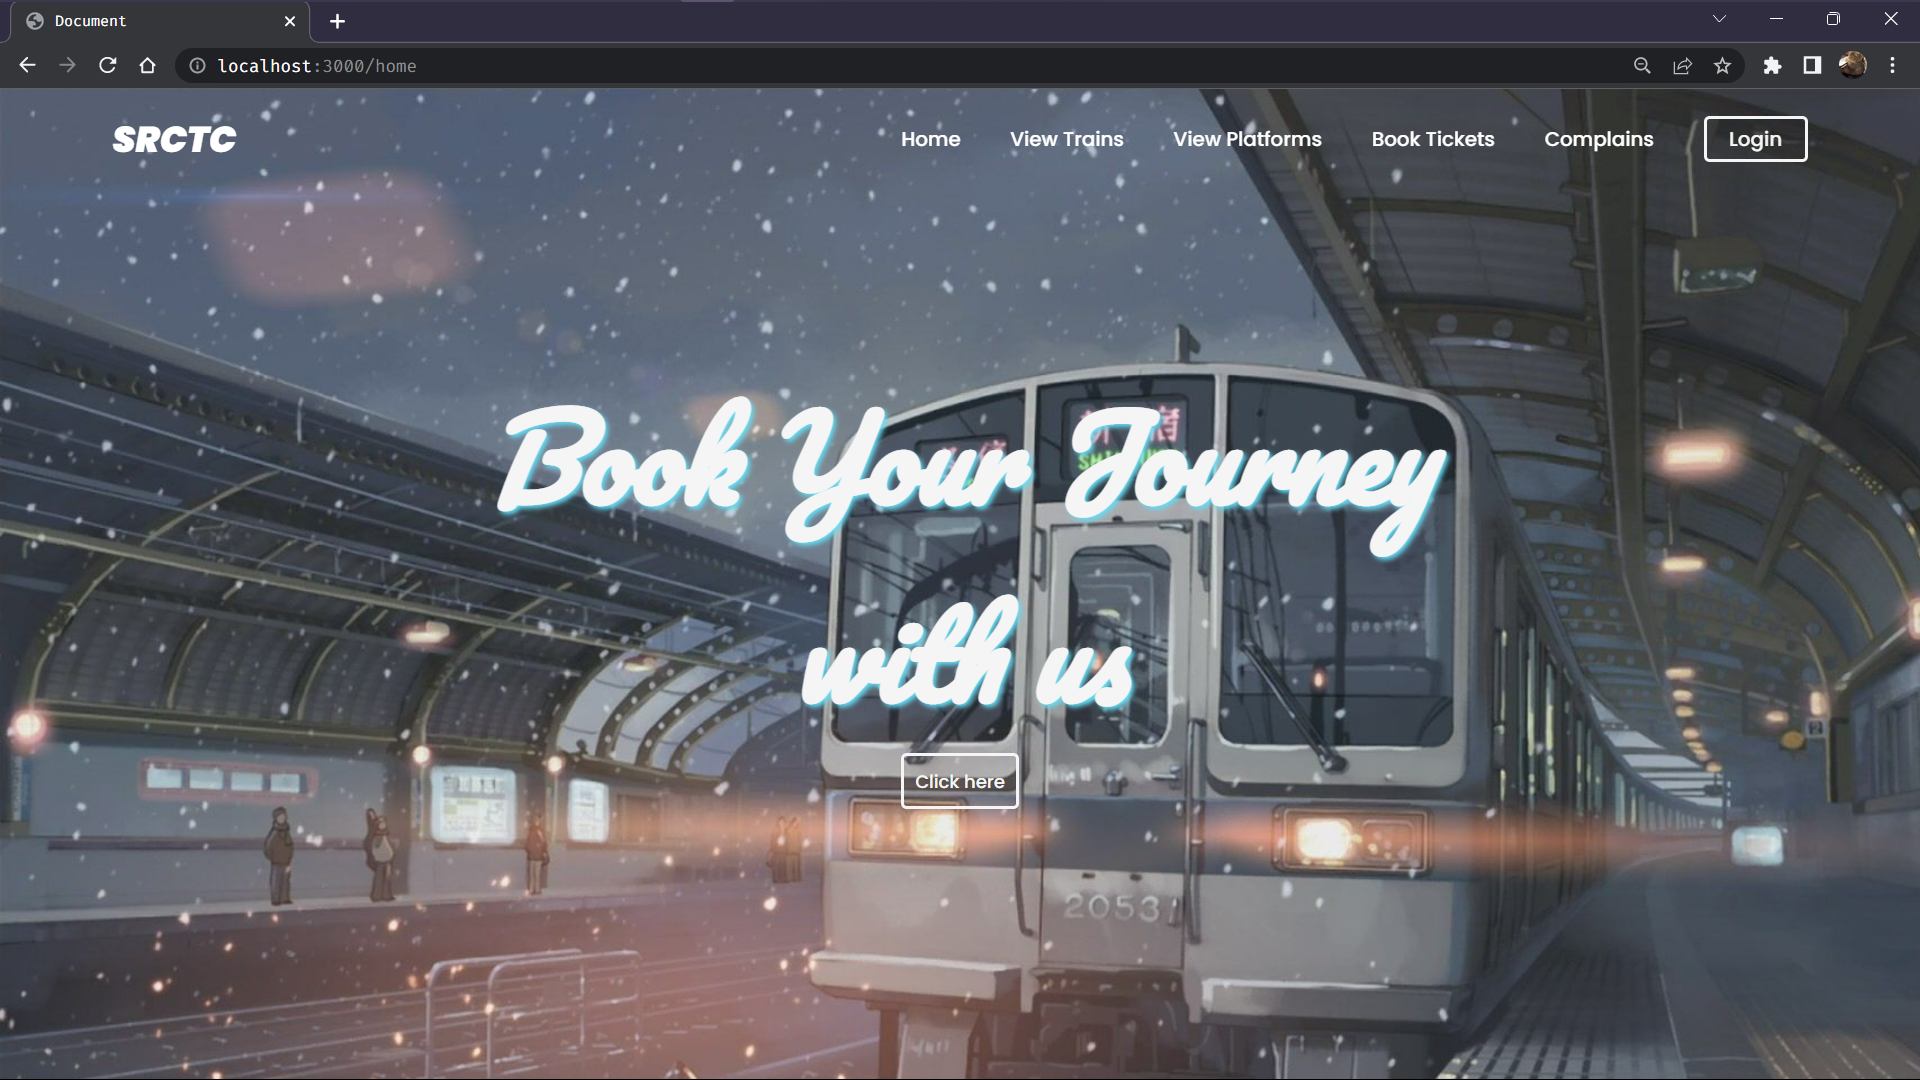 Document
localhost:3000/home
SRCTC
Home
View Trains
View Platforms
Book Tickets
Complains
Login
Book Your Journey
with us
Click here
2053
2